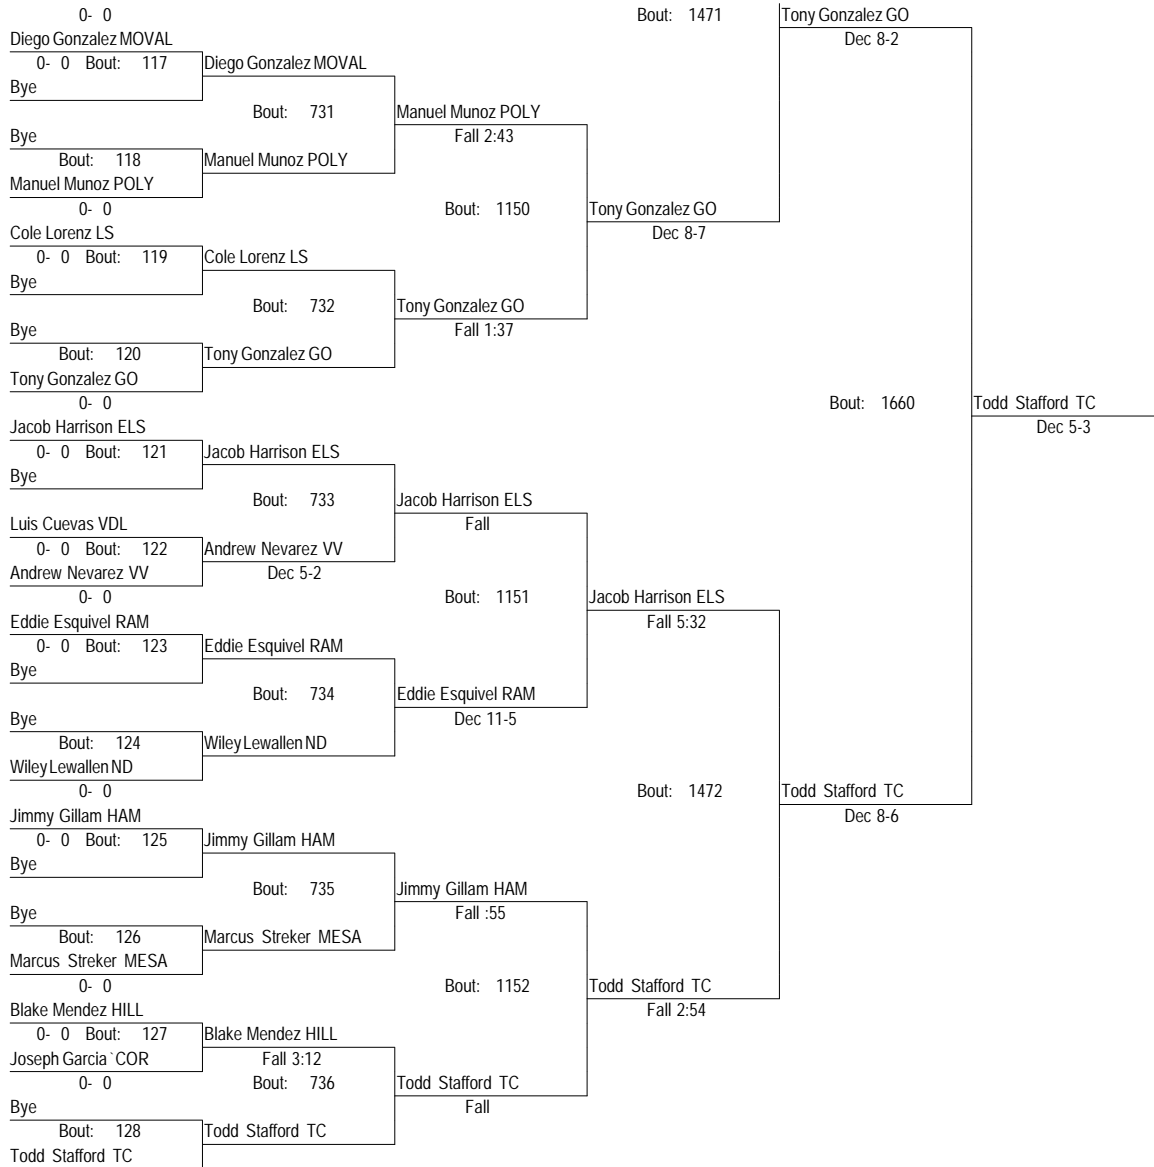 0- 0
Bout: 1471
Tony Gonzalez GO
Diego Gonzalez MOVAL
Dec 8-2
0- 0 Bout: 117
Diego Gonzalez MOVAL
Bye
Bout: 731
Manuel Munoz POLY
Bye
Fall 2:43
Bout: 118
Manuel Munoz POLY
Manuel Munoz POLY
0- 0
Bout: 1150
Tony Gonzalez GO
Cole Lorenz LS
Dec 8-7
0- 0 Bout: 119
Cole Lorenz LS
Bye
Bout: 732
Tony Gonzalez GO
Bye
Fall 1:37
Bout: 120
Tony Gonzalez GO
Tony Gonzalez GO
0- 0
Bout: 1660
Todd Stafford TC
Jacob Harrison ELS
Dec 5-3
0- 0 Bout: 121
Jacob Harrison ELS
Bye
Bout: 733
Jacob Harrison ELS
Luis Cuevas VDL
Fall
0- 0 Bout: 122
Andrew Nevarez VV
Andrew Nevarez VV
Dec 5-2
0- 0
Bout: 1151
Jacob Harrison ELS
Eddie Esquivel RAM
Fall 5:32
0- 0 Bout: 123
Eddie Esquivel RAM
Bye
Bout: 734
Eddie Esquivel RAM
Bye
Dec 11-5
Bout: 124
Wiley Lewallen ND
Wiley Lewallen ND
0- 0
Bout: 1472
Todd Stafford TC
Jimmy Gillam HAM
Dec 8-6
0- 0 Bout: 125
Jimmy Gillam HAM
Bye
Bout: 735
Jimmy Gillam HAM
Bye
Fall :55
Bout: 126
Marcus Streker MESA
Marcus Streker MESA
0- 0
Bout: 1152
Todd Stafford TC
Blake Mendez HILL
Fall 2:54
0- 0 Bout: 127
Blake Mendez HILL
Joseph Garcia `COR
Fall 3:12
0- 0
Bout: 736
Todd Stafford TC
Bye
Fall
Bout: 128
Todd Stafford TC
Todd Stafford TC